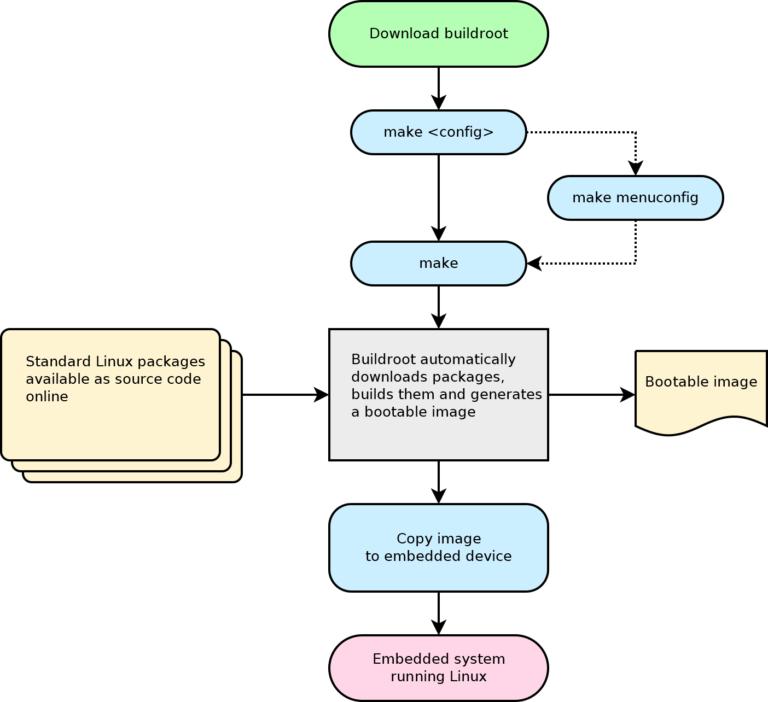 Download buildroot
make <config>
make menuconfig
make
Standard Linux packages
available as source code
online
Buildroot automatically
downloads packages,
builds them and generates
a bootable image
Bootable image
Copy image
to embedded device
Embedded system
running Linux